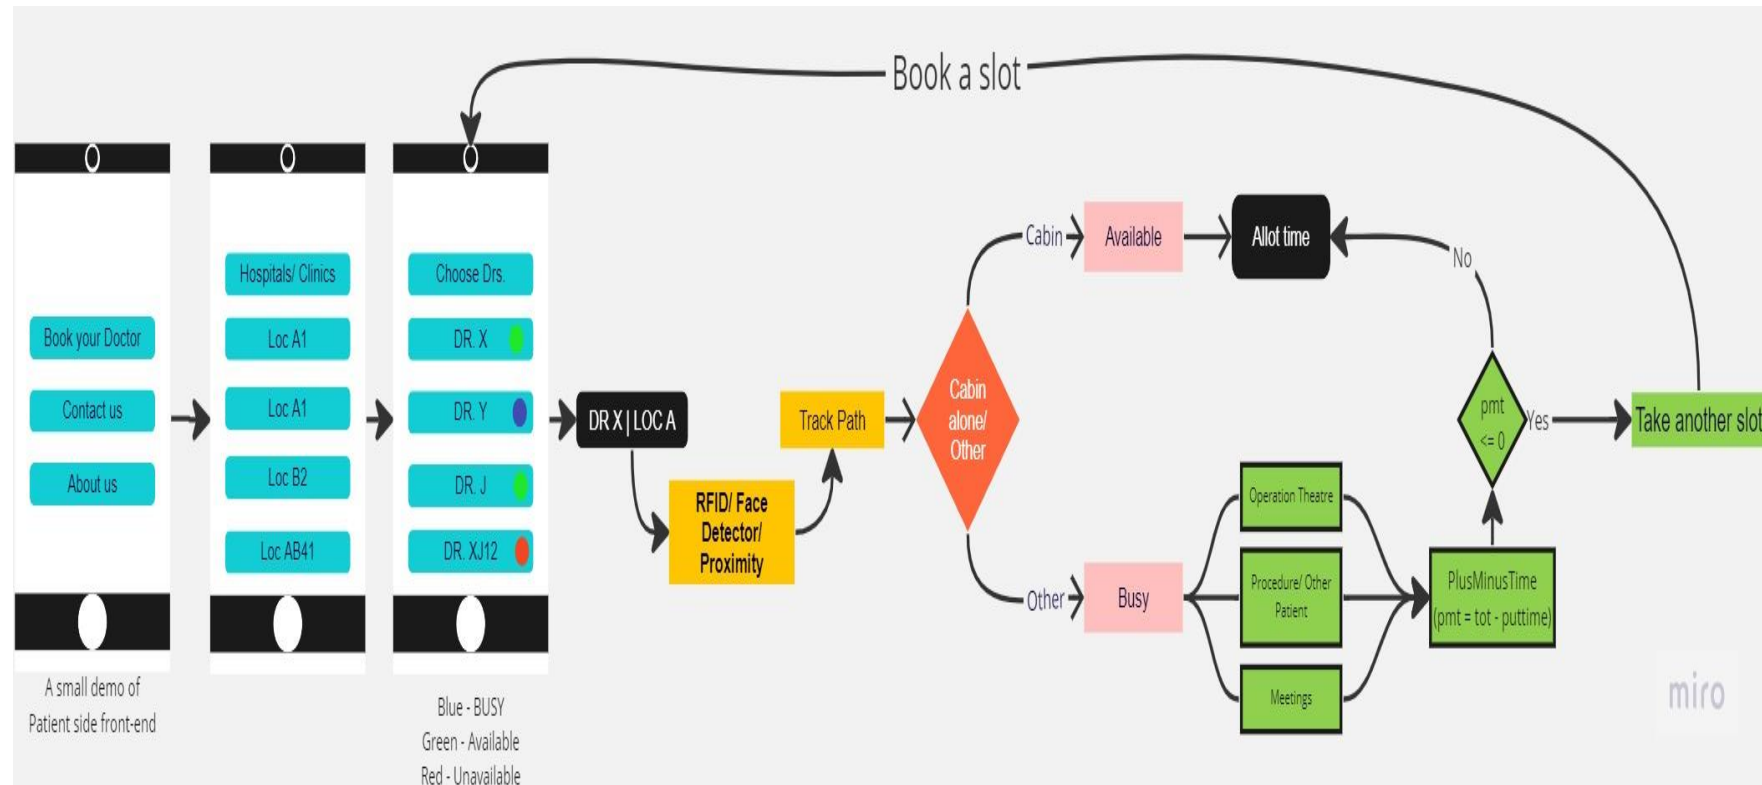 Book a slot
Book your Doctor
Contact us
About us
A small demo of
Patient side front-end
Hospitals/ Clinics
Loc A1
Loc A1
Loc B2
Loc AB41
Choose Drs.
DR. X
DR. Y
DR. J
DR. XJ12
Blue - BUSY
Green - Available
Red - Unavailable
DR X | LOC A
RFID/ Face
Detector/
Proximity
Track Path
Cabin
alone/
Other
Cabin
Available
Allot time
Other
Busy
Operation Theatre
Procedure/ Other
Patient
Meetings
PlusMinusTime
(pmt = tot - puttime)
pmt
<= 0
No
Yes
Take another slot
miro